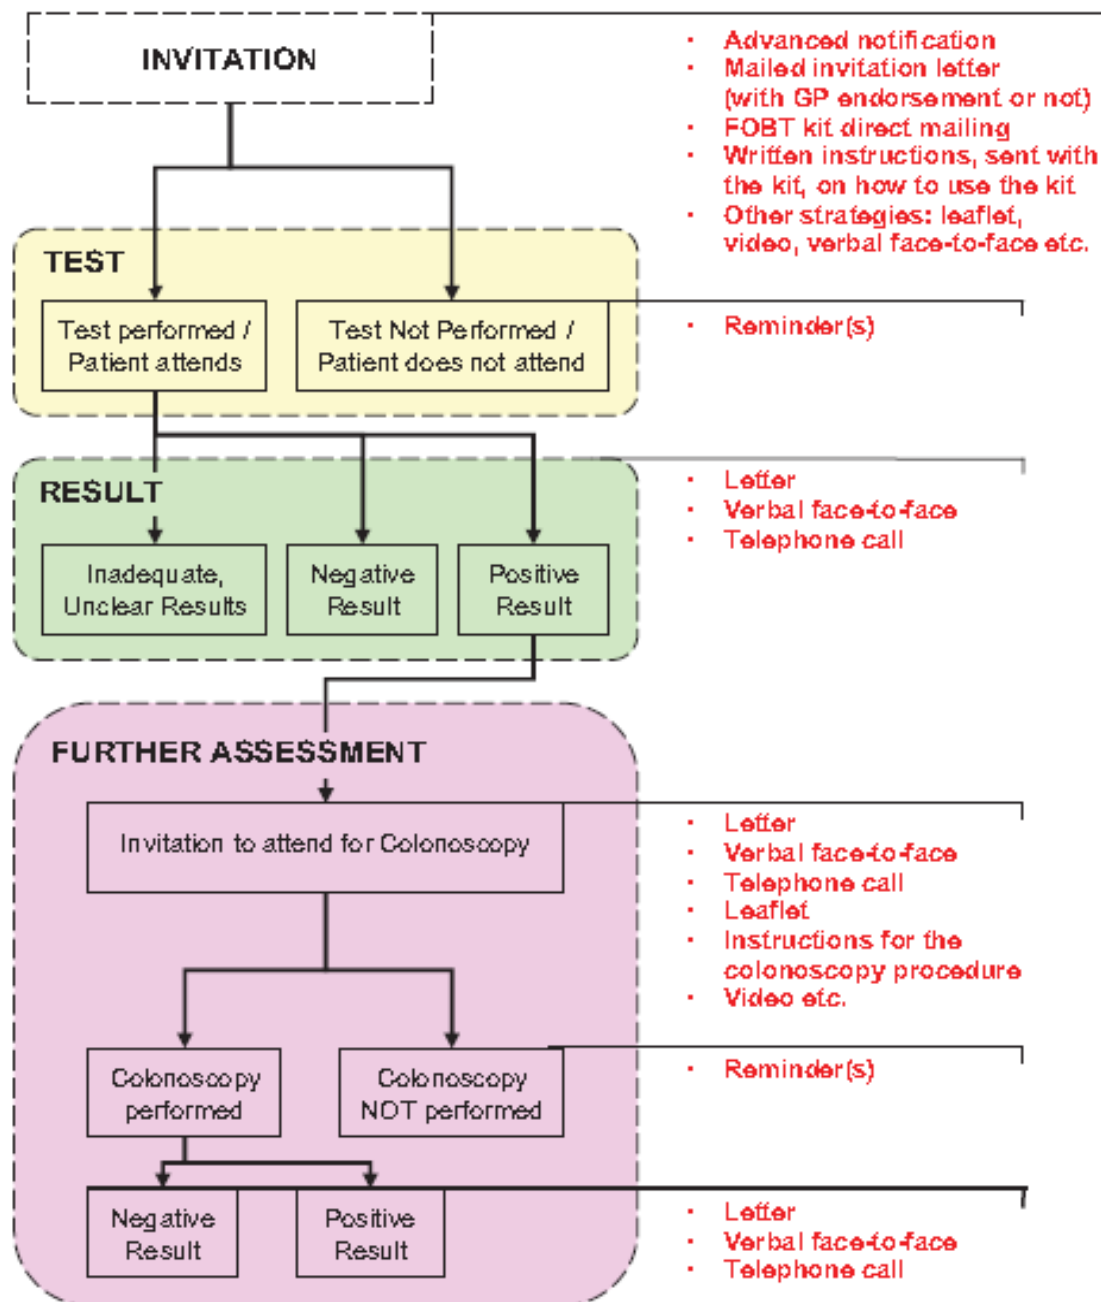 INVITATION
· Advanced notification
· Mailed invitation letter
(with GP endorsement or not)
· FOBT kit direct mailing
· Written instructions, sent with
the kit, on how to use the kit
· Other strategies: leaflet,
video, verbal face-to-face etc.
TEST
Test performed /
Patient attends
Test Not Performed /
Patient does not attend
· Reminder(s)
RESULT
· Letter
· Verbal face-to-face
· Telephone call
Inadequate,
Unclear Results
Negative
Result
Positive
Result
FURTHER ASSESSMENT
Invitation to attend for Colonoscopy
· Letter
· Verbal face-to-face
· Telephone call
· Leaflet
· Instructions for the
colonoscopy procedure
· Video etc.
Colonoscopy
performed
Colonoscopy
NOT performed
· Reminder(s)
Negative
Result
Positive
Result
· Letter
· Verbal face-to-face
· Telephone call